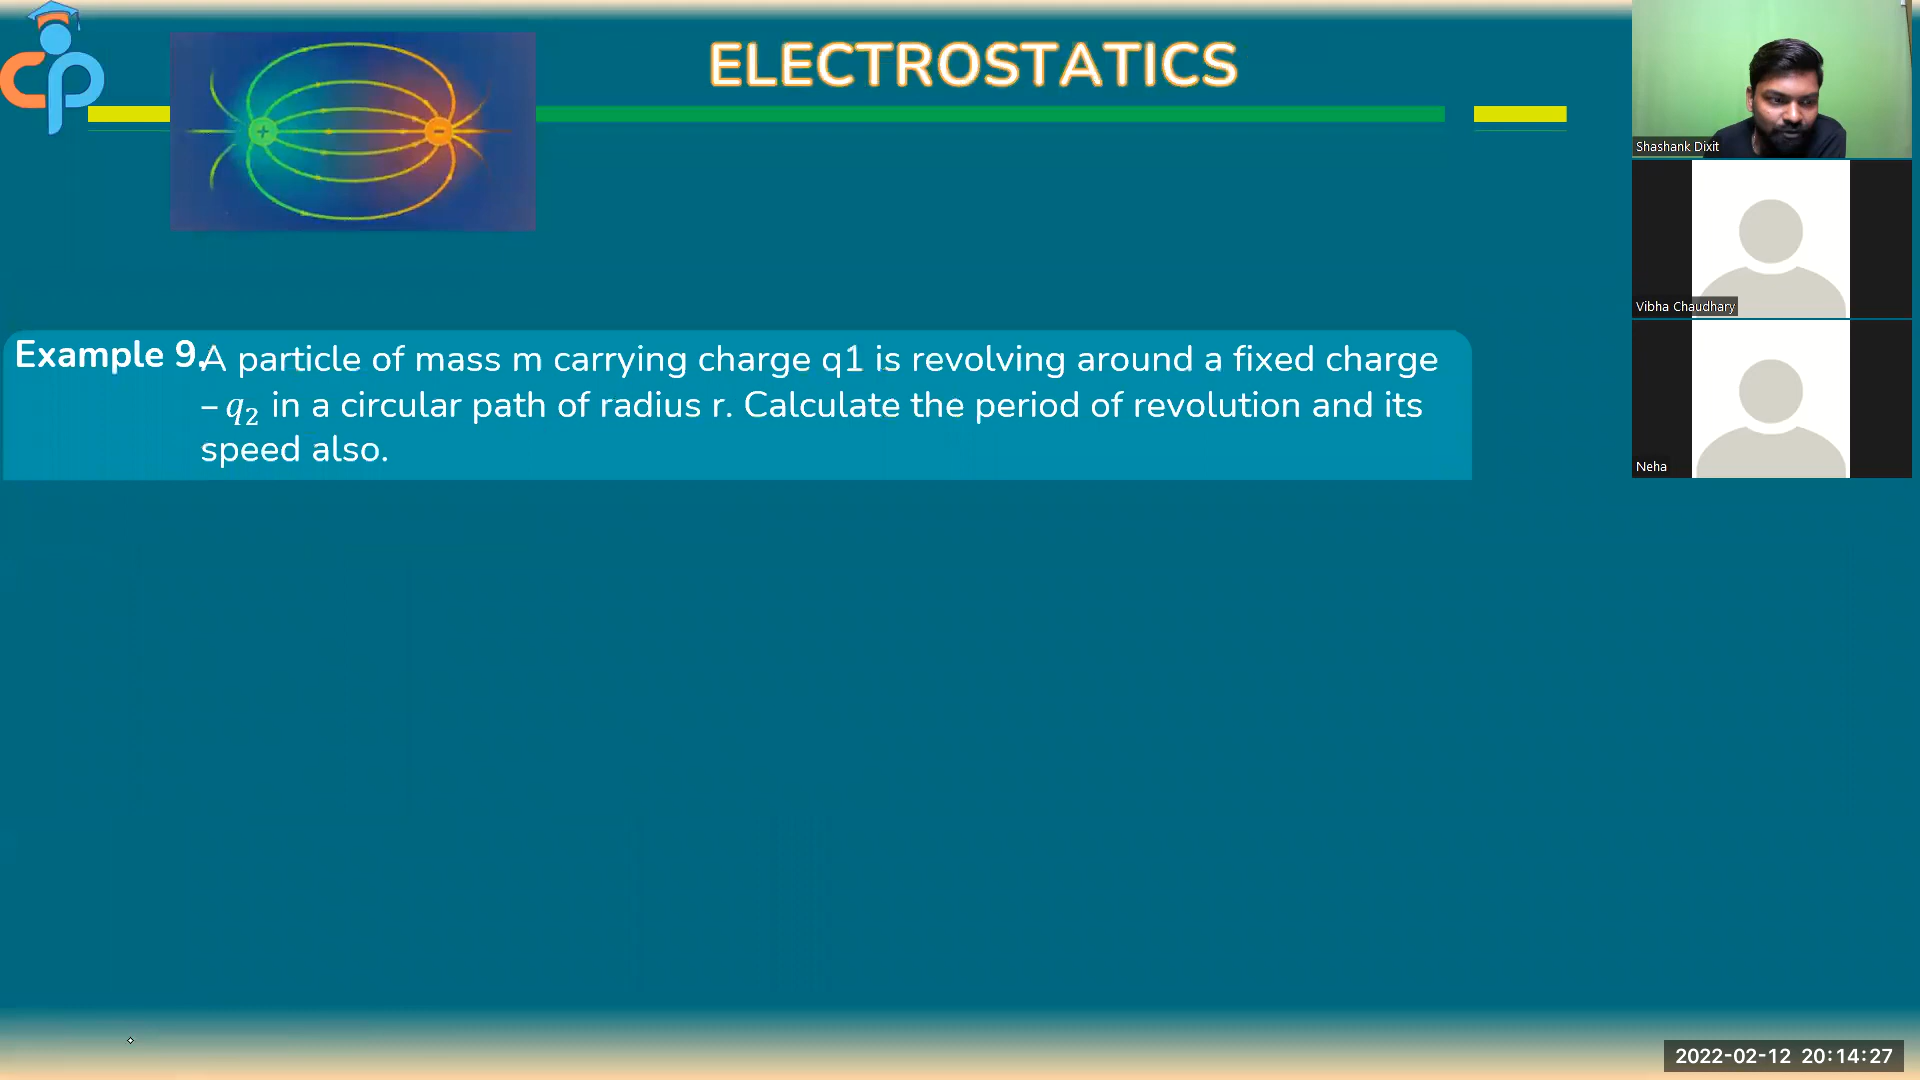 cp
ELECTROSTATICS
+
−
Example 9. A particle of mass m carrying charge q1 is revolving around a fixed charge
– q₂ in a circular path of radius r. Calculate the period of revolution and its
speed also.
Shashank Dixit
Vibha Chaudhary
Neha
2022-02-12 20:14:27